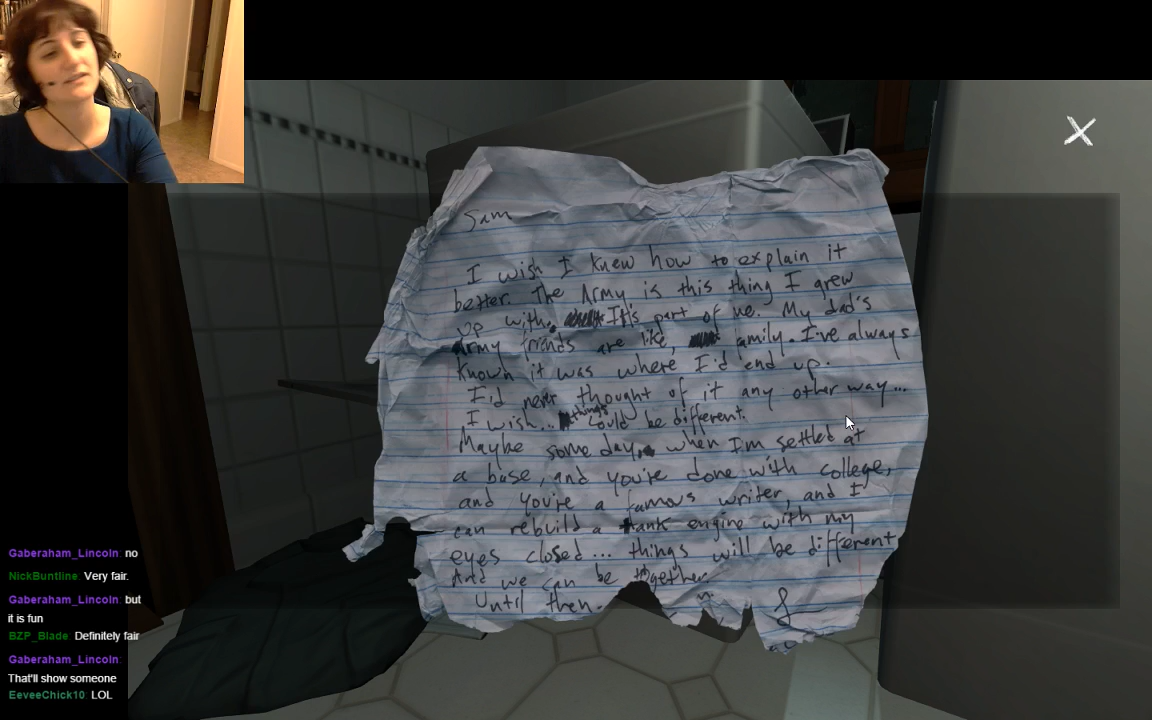 Sam
I wish I knew how to explain it
better. The Army is this thing I grew
up with. It's part of me. My dad's
Army friends are like, family. I've always
known it was where I'd end up.
I'd never thought of it any other way...
I wish... things could be different.
Maybe some day, when I'm settled at
a base, and you're done with college,
and you're a famous writer, and I
can rebuild a tank engine with my
eyes closed... things will be different
And we can be together
Until then.
Gaberaham_Lincoln: no
NickBuntline: Very fair.
Gaberaham_Lincoln: but
it is fun
BZP_Blade: Definitely fair
Gaberaham_Lincoln:
That'll show someone
EeveeChick10: LOL